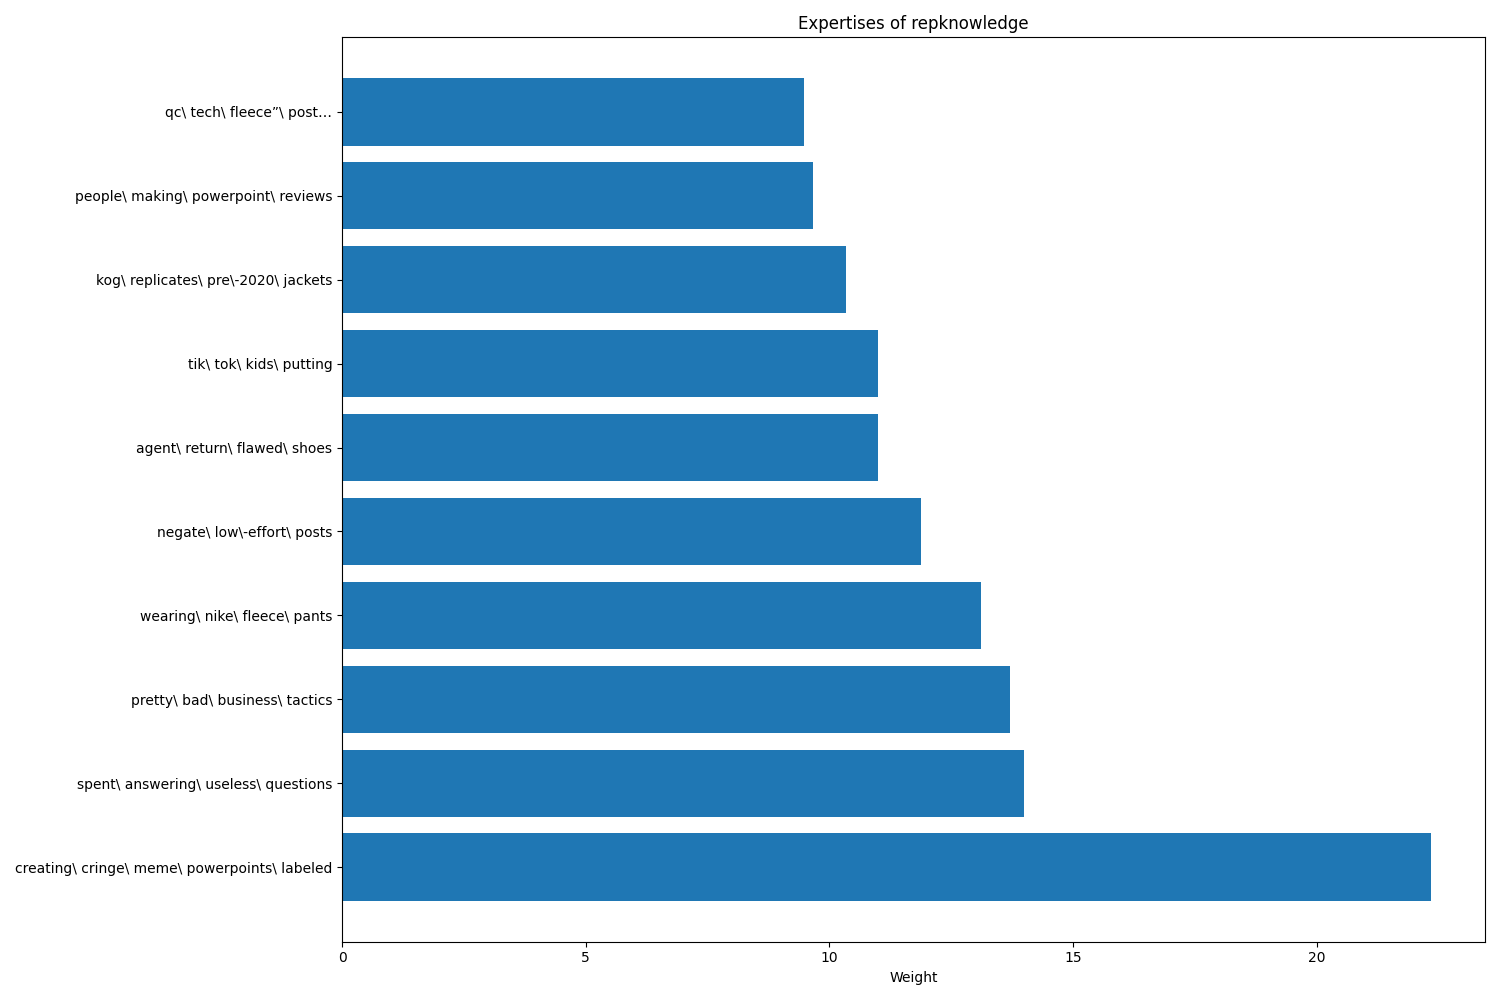 Expertises of repknowledge
qc\ tech\ fleece”\ post…
people\ making\ powerpoint\ reviews
kog\ replicates\ pre\-2020\ jackets
tik\ tok\ kids\ putting
agent\ return\ flawed\ shoes
negate\ low\-effort\ posts
wearing\ nike\ fleece\ pants
pretty\ bad\ business\ tactics
spent\ answering\ useless\ questions
creating\ cringe\ meme\ powerpoints\ labeled
0 5 10 15 20
Weight